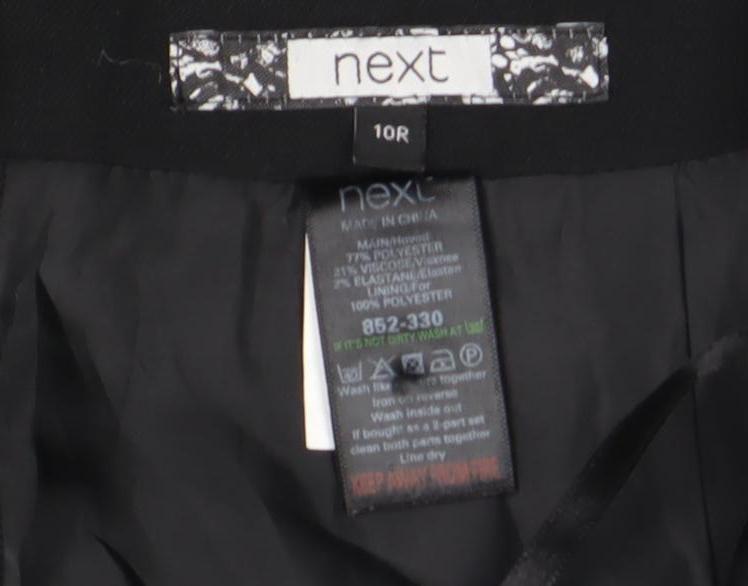 next
10R
next
MADE IN CHINA
MAIN/Hoved
77% POLYESTER
21% VISCOSE/Viskose
2% ELASTANE/Elastan
LINING/For
100% POLYESTER
852-330
IF IT'S NOT DIRTY WASH AT
P
Wash like together
Iron on reverse
Wash inside out
If bought as a 2-part set
clean both parts together
Line dry
KEEP AWAY FROM FIRE